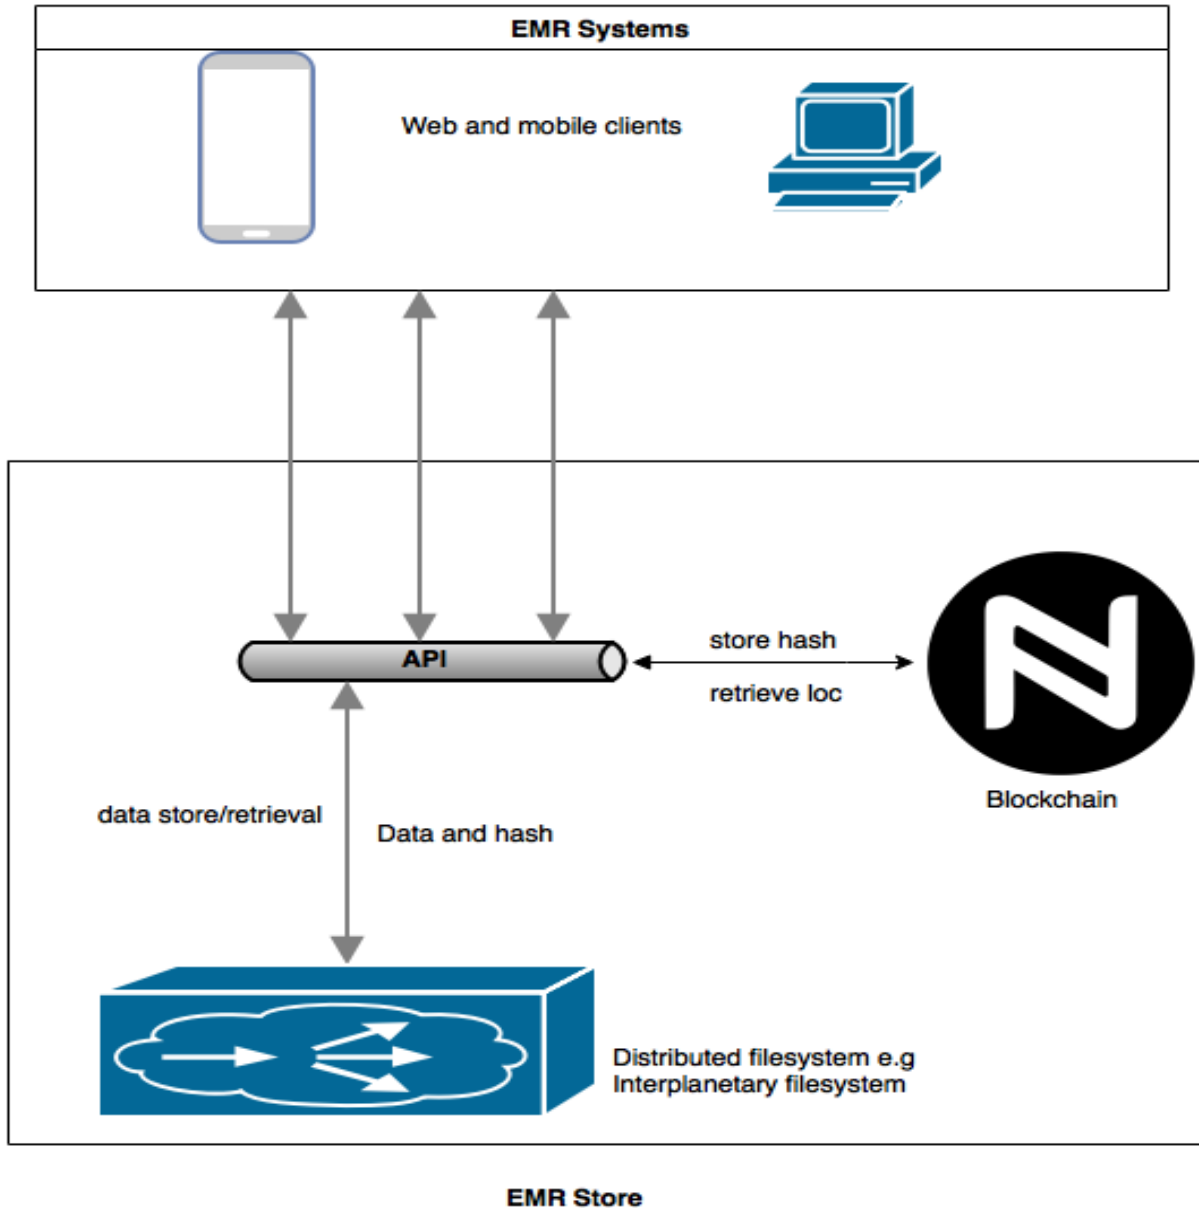 EMR Systems
Web and mobile clients
API
store hash
retrieve loc
Blockchain
data store/retrieval
Data and hash
Distributed filesystem e.g
Interplanetary filesystem
EMR Store